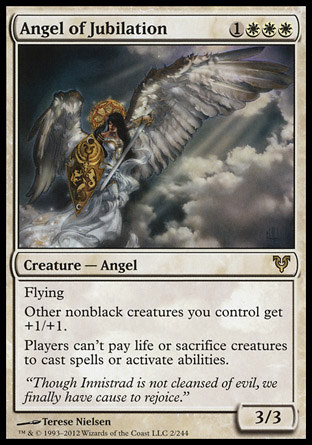 Angel of Jubilation 1
Creature — Angel
Flying
Other nonblack creatures you control get
+1/+1.
Players can't pay life or sacrifice creatures
to cast spells or activate abilities.
"Though Innistrad is not cleansed of evil, we
finally have cause to rejoice."
Terese Nielsen
™ & © 1993–2012 Wizards of the Coast LLC 2/244
3/3